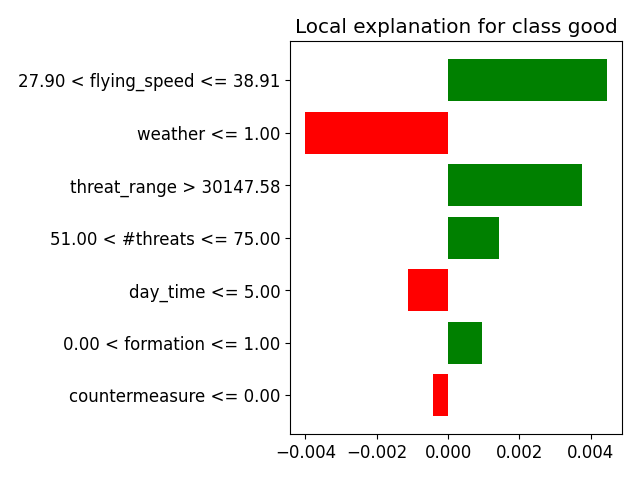 Local explanation for class good
27.90 < flying_speed <= 38.91
weather <= 1.00
threat_range > 30147.58
51.00 < #threats <= 75.00
day_time <= 5.00
0.00 < formation <= 1.00
countermeasure <= 0.00
−0.004 −0.002 0.000 0.002 0.004